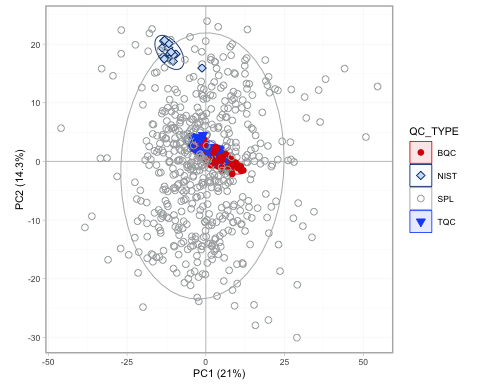 20
10
0
-10
-20
-30
PC2 (14.3%)
-50
-25
0
25
50
PC1 (21%)
QC_TYPE
BQC
NIST
SPL
TQC